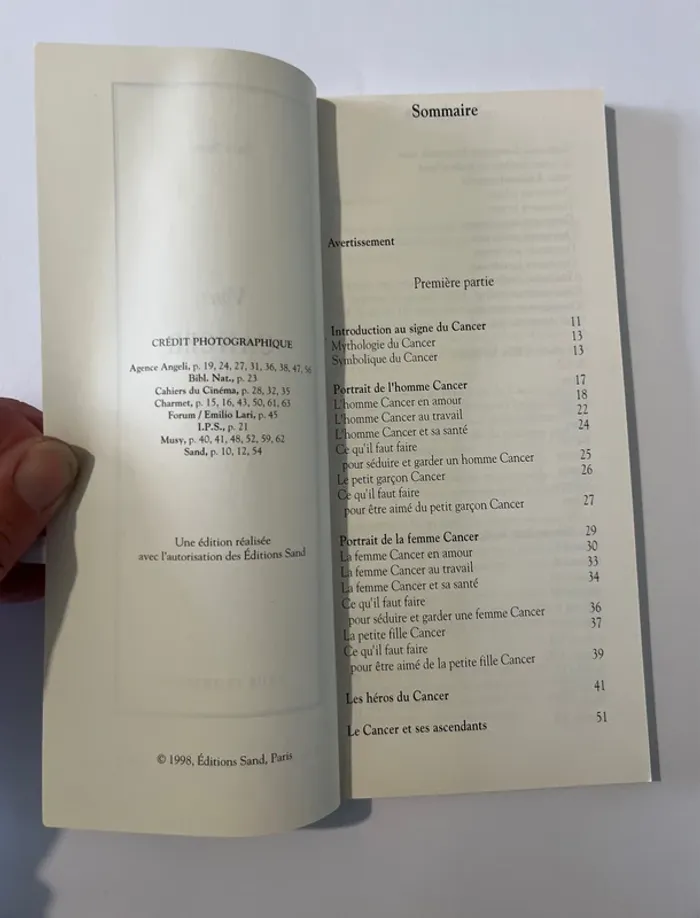 CRÉDIT PHOTOGRAPHIQUE
Agence Angeli, p. 19, 24, 27, 31, 36, 38, 47, 56
Bibl. Nat., p. 23
Cahiers du Cinéma, p. 28, 32, 35
Charmet, p. 15, 16, 43, 50, 61, 63
Forum / Emilio Lari, p. 45
I.P.S., p. 21
Musy, p. 40, 41, 48, 52, 59, 62
Sand, p. 10, 12, 54
Une édition réalisée
avec l'autorisation des Éditions Sand
© 1998, Éditions Sand, Paris
Sommaire
Avertissement
Première partie
Introduction au signe du Cancer 11
Mythologie du Cancer 13
Symbolique du Cancer 13
Portrait de l'homme Cancer 17
L'homme Cancer en amour 18
L'homme Cancer au travail 22
L'homme Cancer et sa santé 24
Ce qu'il faut faire
pour séduire et garder un homme Cancer 25
Le petit garçon Cancer 26
Ce qu'il faut faire
pour être aimé du petit garçon Cancer 27
Portrait de la femme Cancer 29
La femme Cancer en amour 30
La femme Cancer au travail 33
La femme Cancer et sa santé 34
Ce qu'il faut faire
pour séduire et garder une femme Cancer 36
La petite fille Cancer 37
Ce qu'il faut faire
pour être aimé de la petite fille Cancer 39
Les héros du Cancer 41
Le Cancer et ses ascendants 51